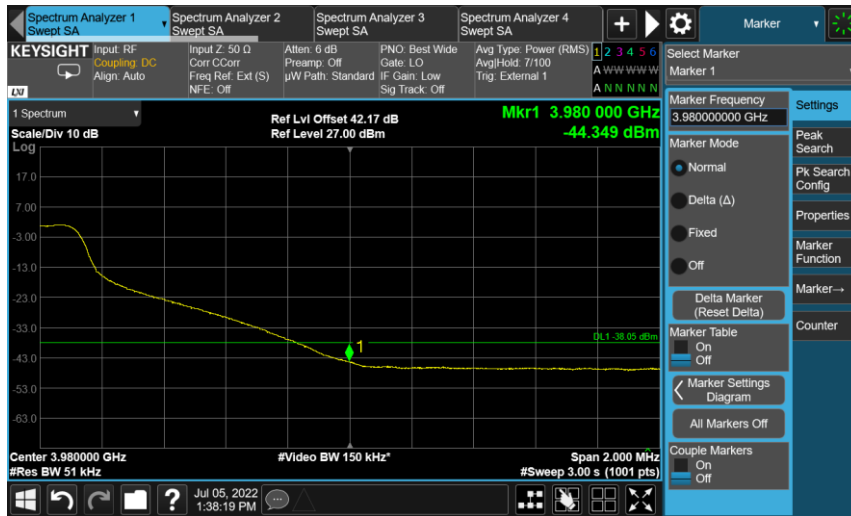 Spectrum Analyzer 1
Swept SA
Spectrum Analyzer 2
Swept SA
Spectrum Analyzer 3
Swept SA
Spectrum Analyzer 4
Swept SA
Marker
KEYSIGHT
LXI
Input: RF
Coupling: DC
Align: Auto
Input Z: 50 Ω
Corr CCorr
Freq Ref: Ext (S)
NFE: Off
Atten: 6 dB
Preamp: Off
µW Path: Standard
PNO: Best Wide
Gate: LO
IF Gain: Low
Sig Track: Off
Avg Type: Power (RMS)
Avg|Hold: 7/100
Trig: External 1
1 2 3 4 5 6
A W W W W W
A N N N N N
Select Marker
Marker 1
1 Spectrum
Scale/Div 10 dB
Log
Ref Lvl Offset 42.17 dB
Ref Level 27.00 dBm
Mkr1 3.980 000 GHz
-44.349 dBm
17.0
7.00
-3.00
-13.0
-23.0
-33.0
-43.0
-53.0
-63.0
DL1 -38.05 dBm
1
Center 3.980000 GHz
#Res BW 51 kHz
#Video BW 150 kHz*
Span 2.000 MHz
#Sweep 3.00 s (1001 pts)
Marker Frequency
3.980000000 GHz
Marker Mode
Normal
Delta (Δ)
Fixed
Off
Delta Marker
(Reset Delta)
Marker Table
On
Off
Marker Settings
Diagram
All Markers Off
Couple Markers
On
Off
Settings
Peak
Search
Pk Search
Config
Properties
Marker
Function
Marker→
Counter
?
Jul 05, 2022
1:38:19 PM